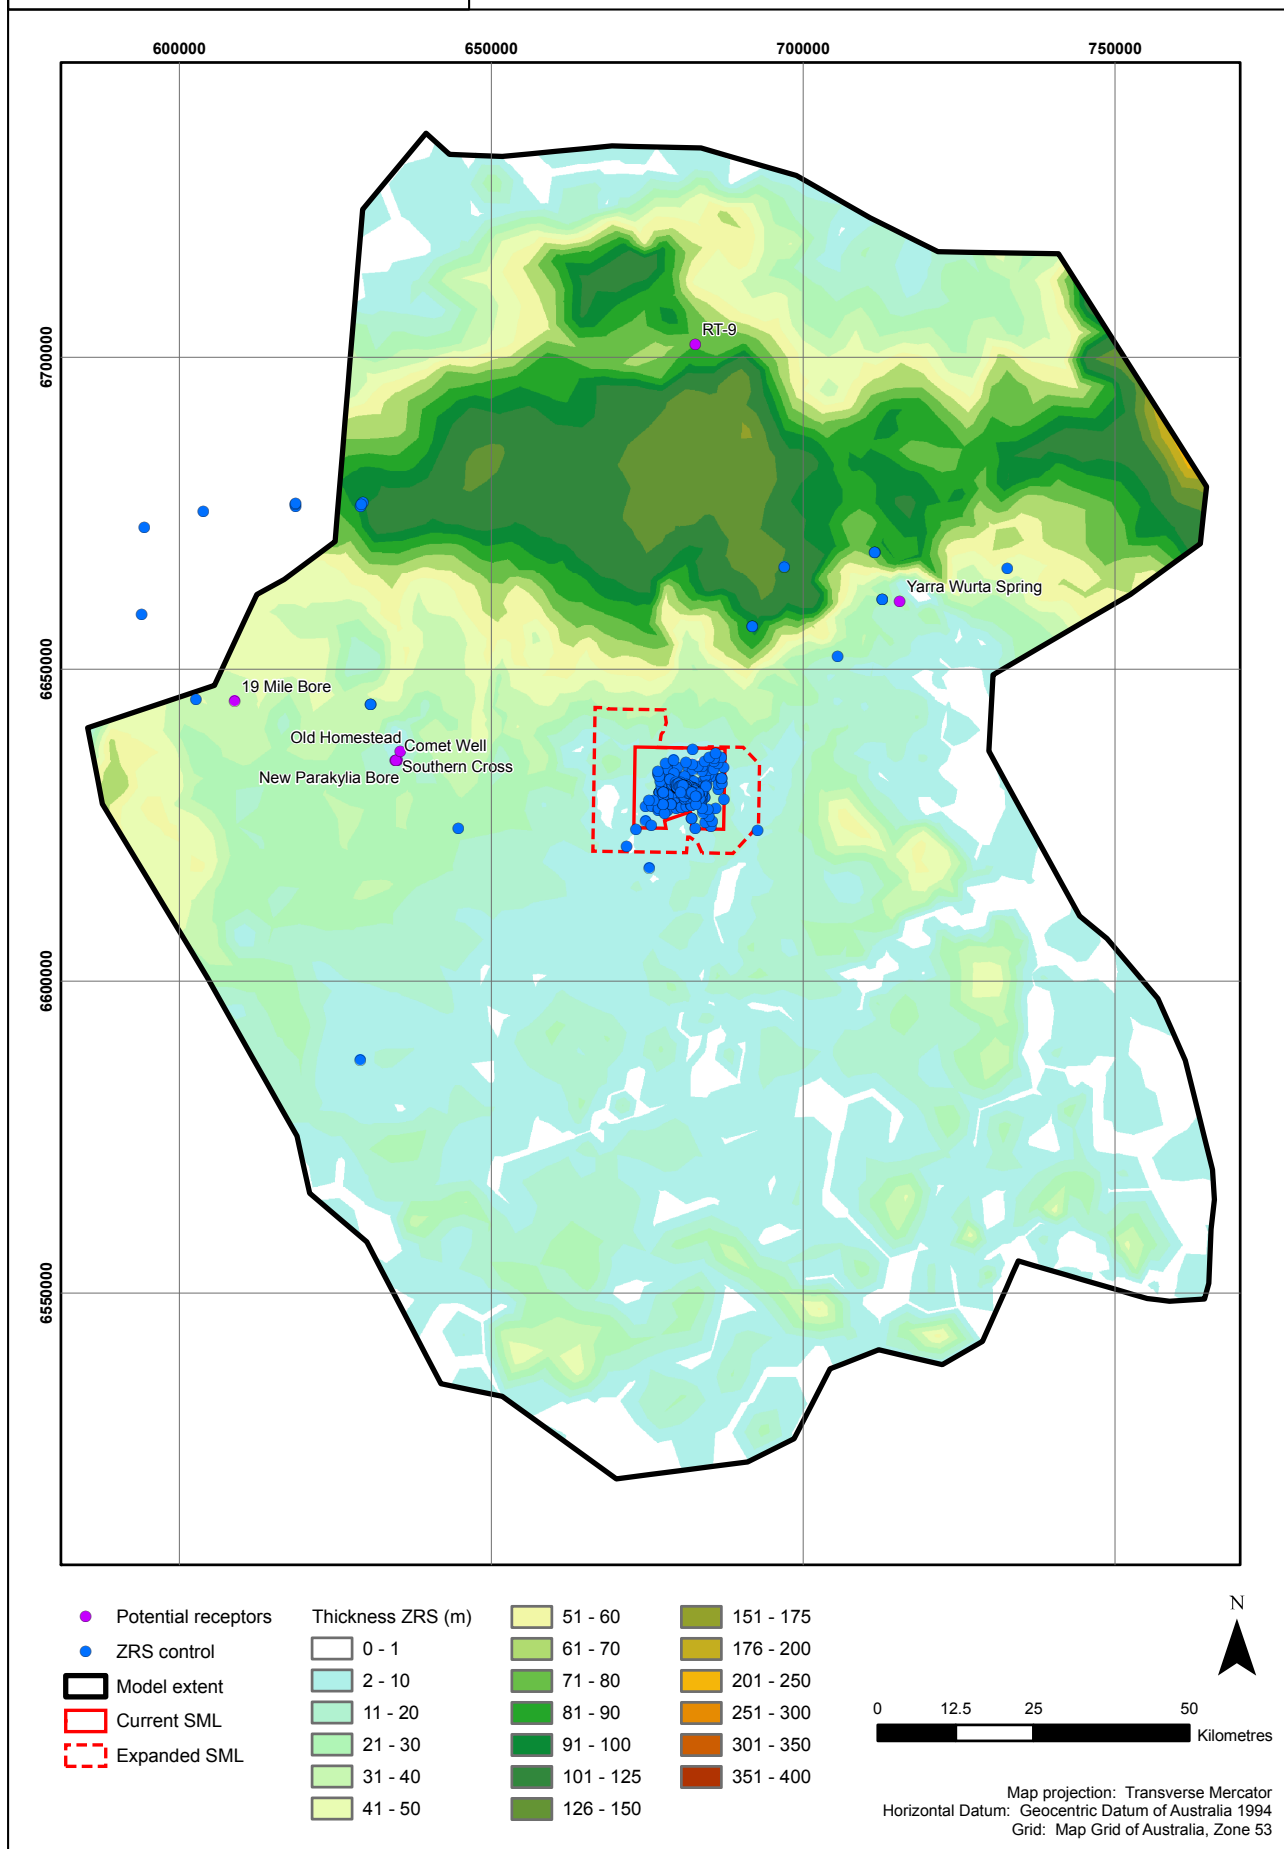 600000
650000
700000
750000
6700000
6650000
6600000
6550000
RT-9
Yarra Wurta Spring
19 Mile Bore
Old Homestead
Comet Well
Southern Cross
New Parakylia Bore
Potential receptors
ZRS control
Model extent
Current SML
Expanded SML
Thickness ZRS (m)
0 - 1
2 - 10
11 - 20
21 - 30
31 - 40
41 - 50
51 - 60
61 - 70
71 - 80
81 - 90
91 - 100
101 - 125
126 - 150
151 - 175
176 - 200
201 - 250
251 - 300
301 - 350
351 - 400
N
0 12.5 25 50
Kilometres
Map projection: Transverse Mercator
Horizontal Datum: Geocentric Datum of Australia 1994
Grid: Map Grid of Australia, Zone 53